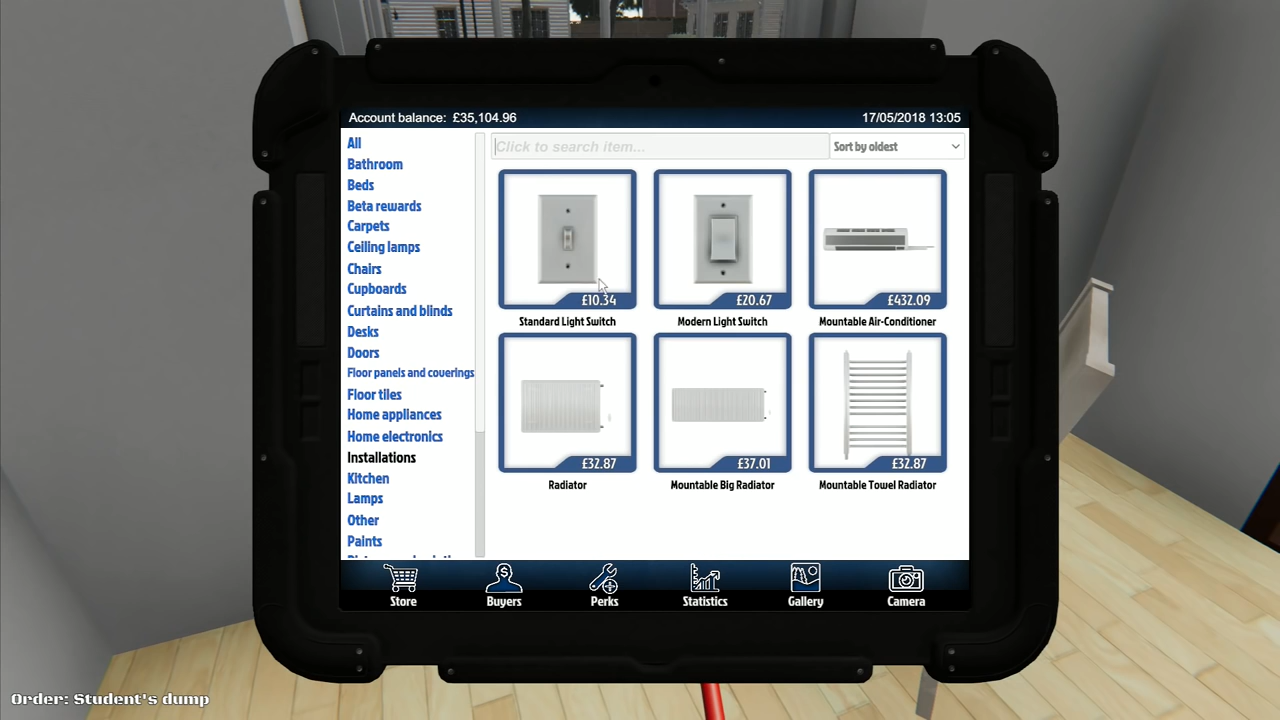 Account balance: £35,104.96
17/05/2018 13:05
All
Bathroom
Beds
Beta rewards
Carpets
Ceiling lamps
Chairs
Cupboards
Curtains and blinds
Desks
Doors
Floor panels and coverings
Floor tiles
Home appliances
Home electronics
Installations
Kitchen
Lamps
Other
Paints
Click to search item...
Sort by oldest
£10.34
£20.67
£432.09
Standard Light Switch
Modern Light Switch
Mountable Air-Conditioner
£32.87
£37.01
£32.87
Radiator
Mountable Big Radiator
Mountable Towel Radiator
Store
Buyers
Perks
Statistics
Gallery
Camera
Order: Student's dump